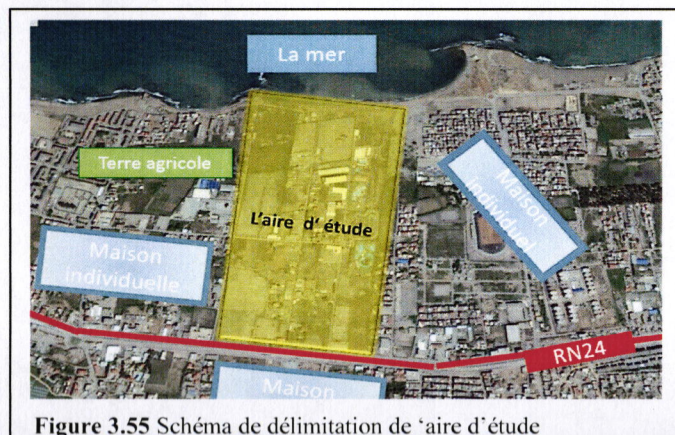 La mer
Terre agricole
L'aire d' étude
Maison
individuel
Maison
individuelle
RN24
Maison
Figure 3.55 Schéma de délimitation de ‘aire d’étude